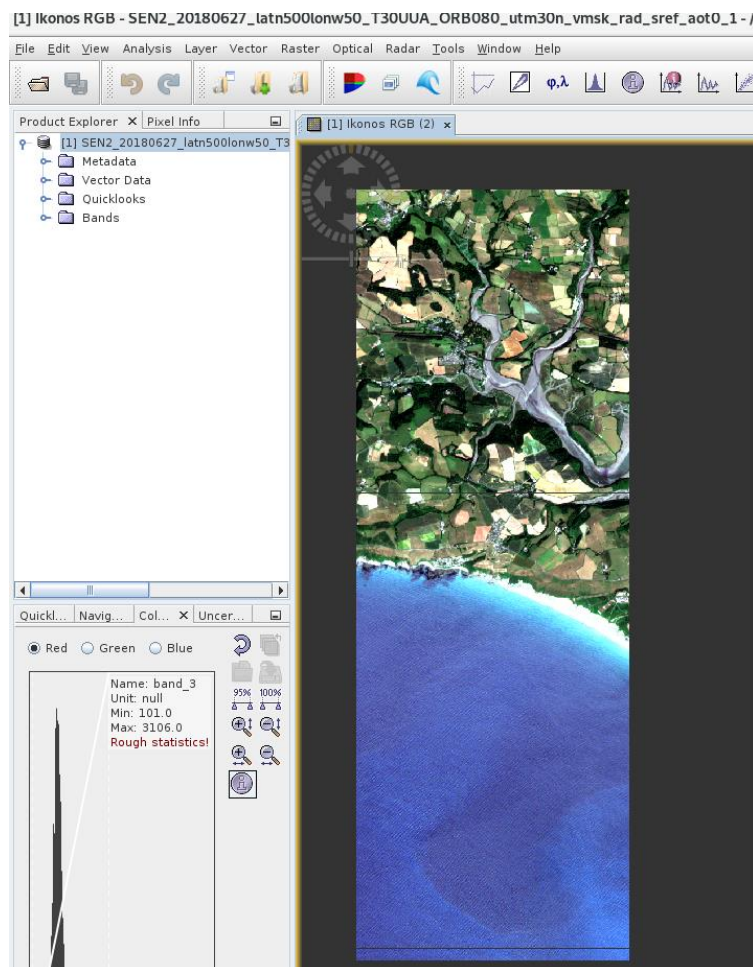 [1] Ikonos RGB - SEN2_20180627_latn500lonw50_T30UUA_ORB080_utm30n_vmsk_rad_sref_aot0_1 - /
File Edit View Analysis Layer Vector Raster Optical Radar Tools Window Help
φ,λ
Product Explorer X Pixel Info
[1] Ikonos RGB (2) x
[1] SEN2_20180627_latn500lonw50_T3
Metadata
Vector Data
Quicklooks
Bands
Quickl... Navig... Col... X Uncer...
Red Green Blue
Name: band_3
Unit: null
Min: 101.0
Max: 3106.0
Rough statistics!
95% 100%